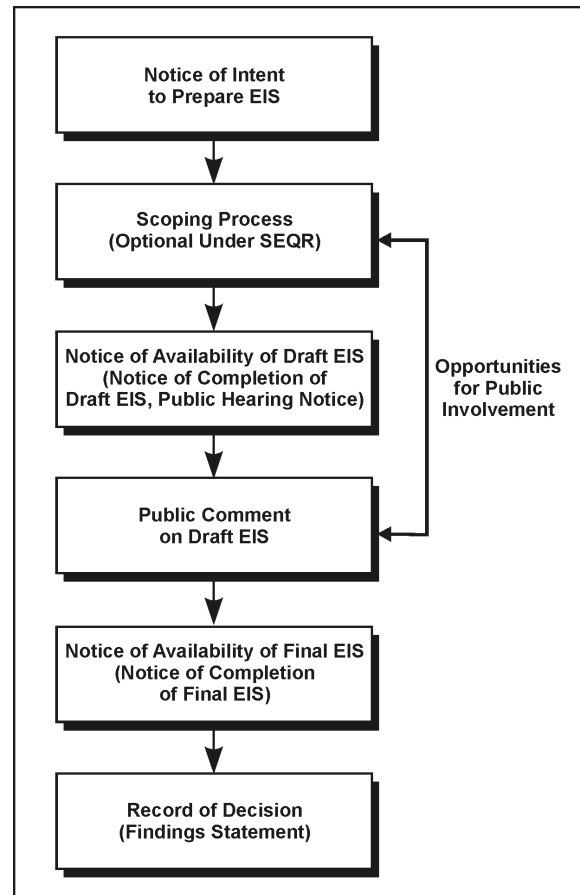 Notice of Intent
to Prepare EIS
Scoping Process
(Optional Under SEQR)
Notice of Availability of Draft EIS
(Notice of Completion of
Draft EIS, Public Hearing Notice)
Opportunities
for Public
Involvement
Public Comment
on Draft EIS
Notice of Availability of Final EIS
(Notice of Completion
of Final EIS)
Record of Decision
(Findings Statement)